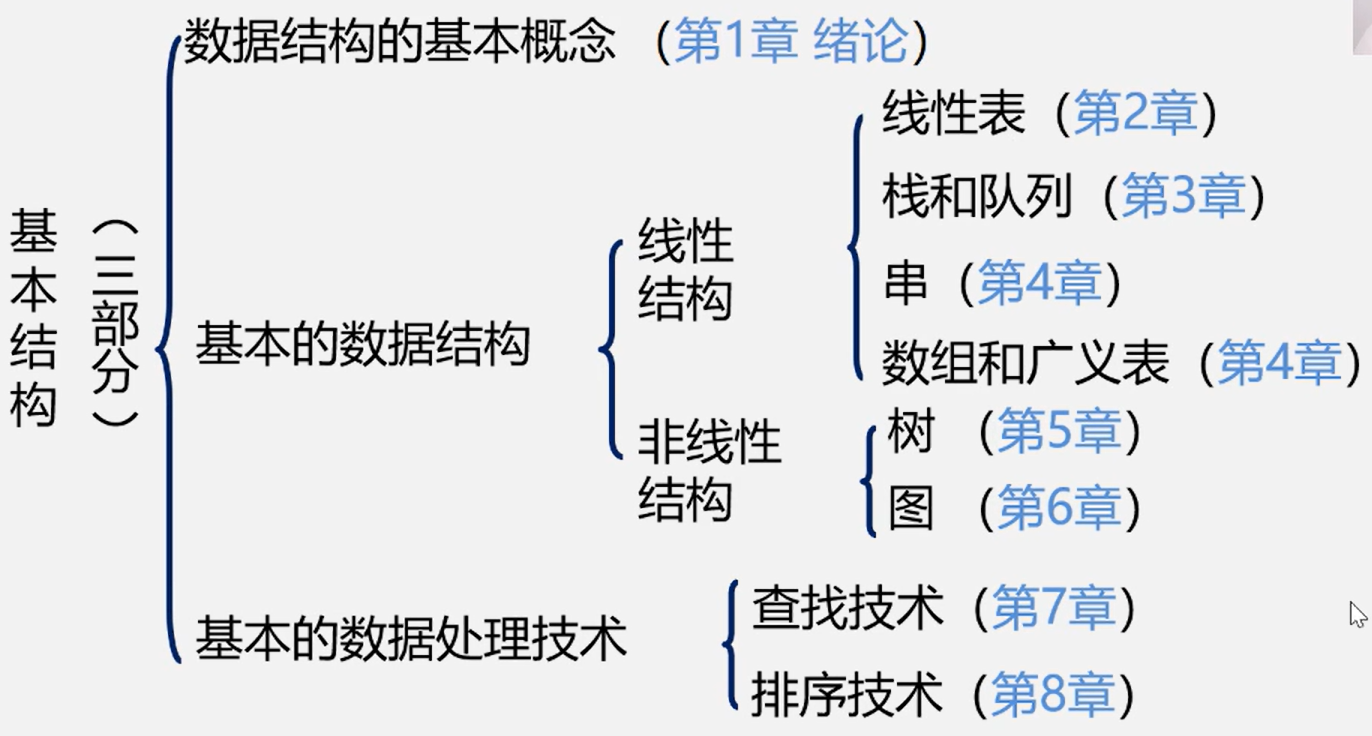 基本结构
（三部分）
数据结构的基本概念 （第1章 绪论）
基本的数据结构
线性
结构
线性表（第2章）
栈和队列（第3章）
串（第4章）
数组和广义表（第4章）
非线性
结构
树 （第5章）
图 （第6章）
基本的数据处理技术
查找技术（第7章）
排序技术（第8章）